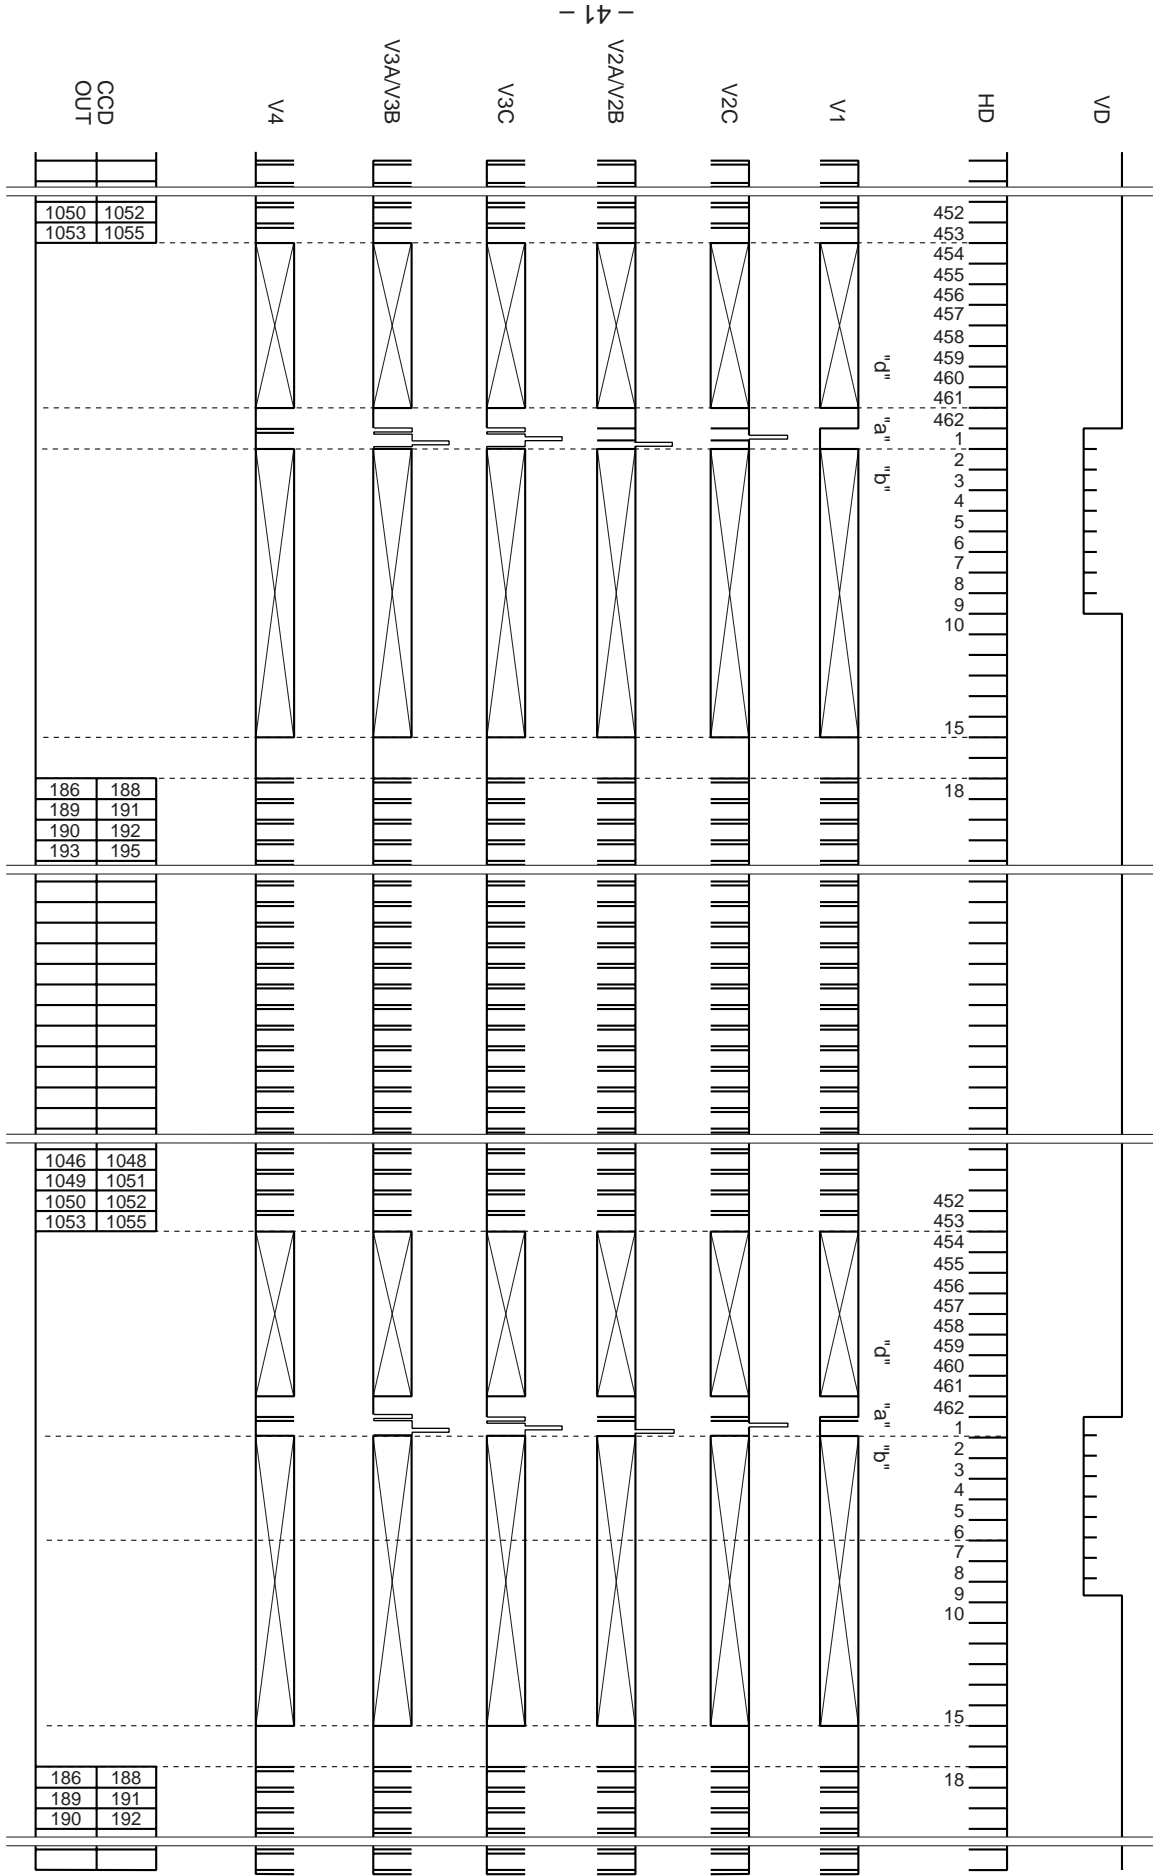 – 41 –
VD
HD
V1
V2C
V2A/V2B
V3C
V3A/V3B
V4
CCD
OUT
1050 1052 452
1053 1055 453
454
455
456
457
458
459
"d"
460
461
462
"a"
1
2
"b"
3
4
5
6
7
8
9
10
15
186 188 18
189 191
190 192
193 195
1046 1048
1049 1051
1050 1052 452
1053 1055 453
454
455
456
457
458
459
"d"
460
461
462
"a"
1
2
"b"
3
4
5
6
7
8
9
10
15
186 188 18
189 191
190 192